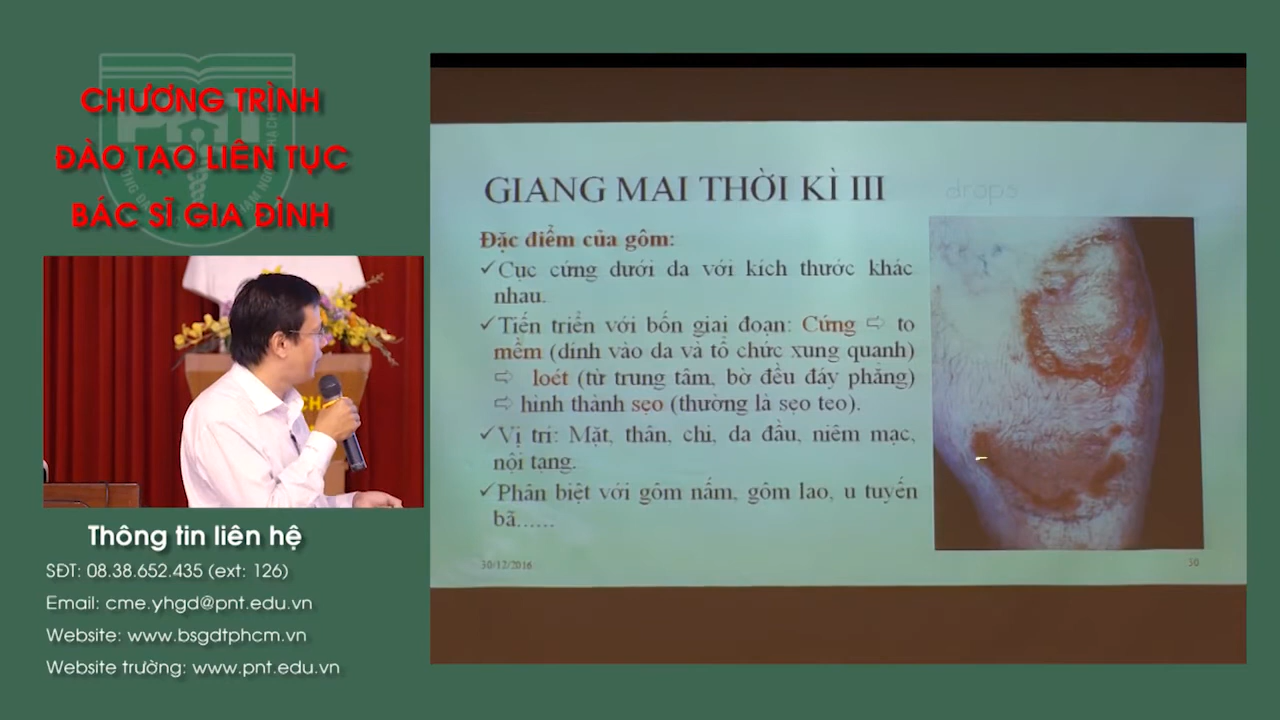 CHƯƠNG TRÌNH
ĐÀO TẠO LIÊN TỤC
BÁC SĨ GIA ĐÌNH
PNT
Thông tin liên hệ
SĐT: 08.38.652.435 (ext: 126)
Email: cme.yhgd@pnt.edu.vn
Website: www.bsgdtphcm.vn
Website trường: www.pnt.edu.vn
GIANG MAI THỜI KÌ III
draps
Đặc điểm của gôm:
✓Cục cứng dưới da với kích thước khác
nhau.
✓Tiến triển với bốn giai đoạn: Cứng ⇨ to
mềm (dính vào da và tổ chức xung quanh)
⇨ loét (từ trung tâm, bờ đều đáy phẳng)
⇨ hình thành sẹo (thường là sẹo teo).
✓Vị trí: Mặt, thân, chi, da đầu, niêm mạc,
nội tạng.
✓Phân biệt với gôm nấm, gôm lao, u tuyến
bã......
30/12/2016
30